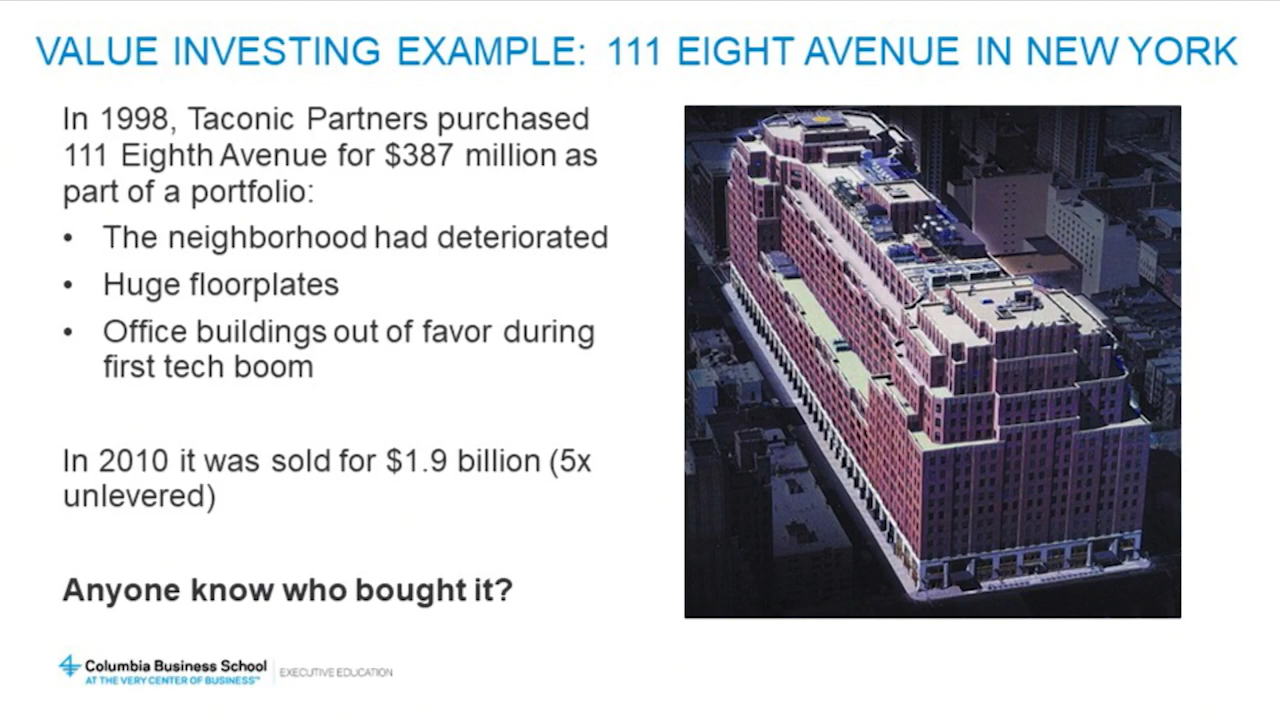 VALUE INVESTING EXAMPLE: 111 EIGHT AVENUE IN NEW YORK
In 1998, Taconic Partners purchased
111 Eighth Avenue for $387 million as
part of a portfolio:
• The neighborhood had deteriorated
• Huge floorplates
• Office buildings out of favor during
first tech boom
In 2010 it was sold for $1.9 billion (5x
unlevered)
Anyone know who bought it?
Columbia Business School
AT THE VERY CENTER OF BUSINESS™
EXECUTIVE EDUCATION